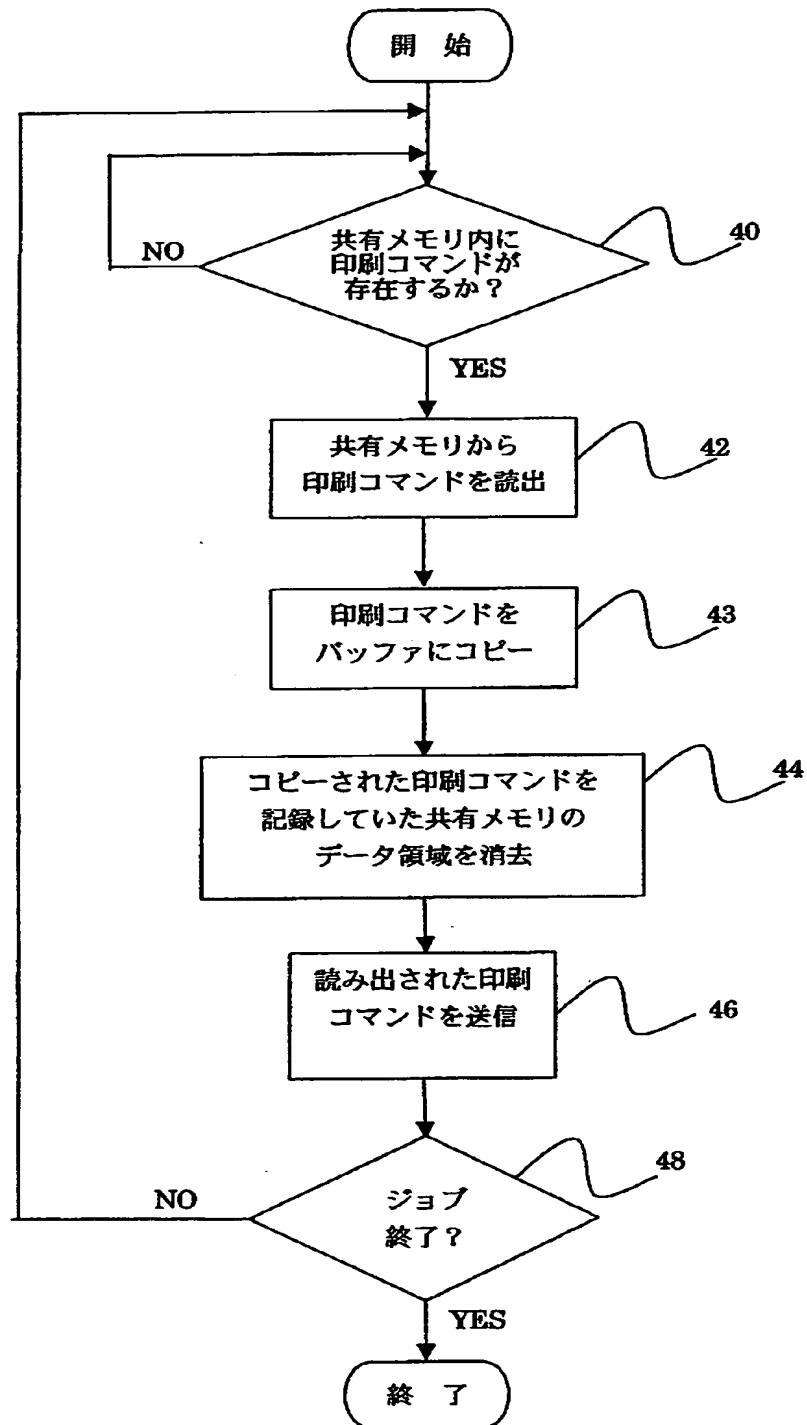 開 始
共有メモリ内に
印刷コマンドが
存在するか？
40
NO
YES
共有メモリから
印刷コマンドを読出
42
印刷コマンドを
バッファにコピー
43
コピーされた印刷コマンドを
記録していた共有メモリの
データ領域を消去
44
読み出された印刷
コマンドを送信
46
ジョブ
終了？
48
NO
YES
終 了